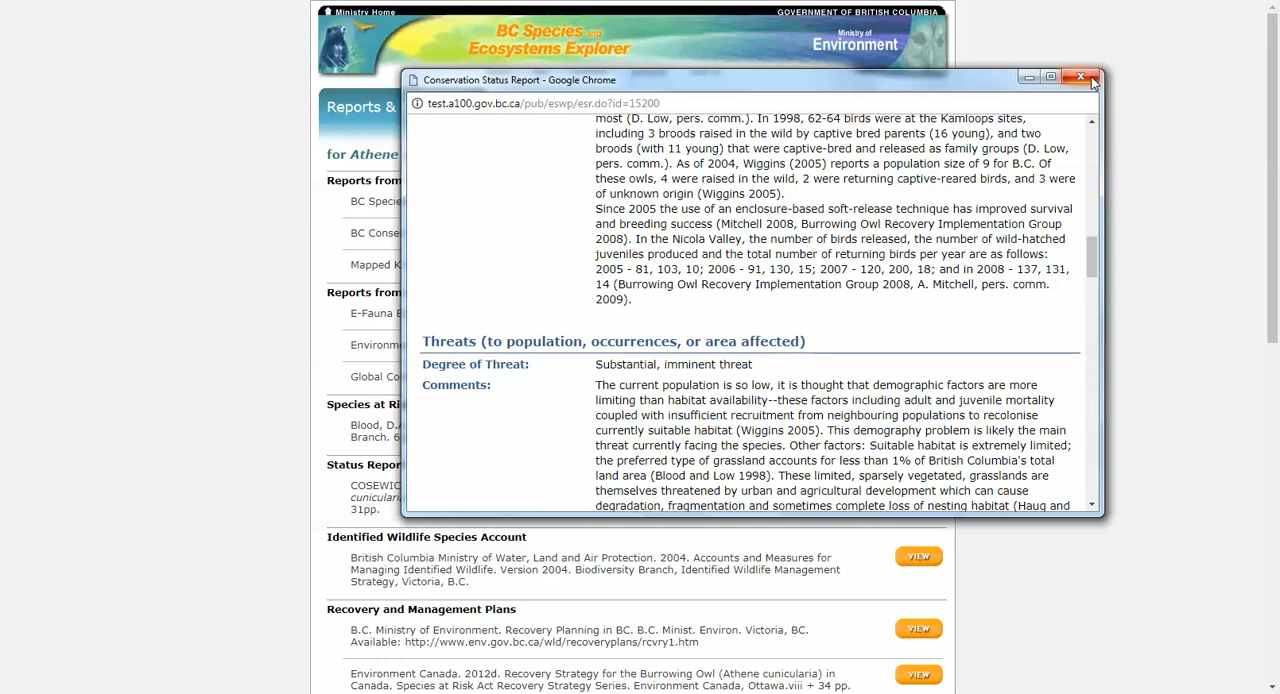 Ministry Home
GOVERNMENT OF BRITISH COLUMBIA
BC Species and
Ecosystems Explorer
Ministry of
Environment
Reports &
for Athene
Reports from
BC Specie
BC Conse
Mapped K
Reports from
E-Fauna B
Environme
Global Co
Species at Ri
Blood, D.A
Branch. 6
Status Repor
COSEWIC
cunicularia
31pp.
Conservation Status Report - Google Chrome
test.a100.gov.bc.ca/pub/eswp/esr.do?id=15200
most (D. Low, pers. comm.). In 1998, 62-64 birds were at the Kamloops sites,
including 3 broods raised in the wild by captive bred parents (16 young), and two
broods (with 11 young) that were captive-bred and released as family groups (D. Low,
pers. comm.). As of 2004, Wiggins (2005) reports a population size of 9 for B.C. Of
these owls, 4 were raised in the wild, 2 were returning captive-reared birds, and 3 were
of unknown origin (Wiggins 2005).
Since 2005 the use of an enclosure-based soft-release technique has improved survival
and breeding success (Mitchell 2008, Burrowing Owl Recovery Implementation Group
2008). In the Nicola Valley, the number of birds released, the number of wild-hatched
juveniles produced and the total number of returning birds per year are as follows:
2005 - 81, 103, 10; 2006 - 91, 130, 15; 2007 - 120, 200, 18; and in 2008 - 137, 131,
14 (Burrowing Owl Recovery Implementation Group 2008, A. Mitchell, pers. comm.
2009).
Threats (to population, occurrences, or area affected)
Degree of Threat: Substantial, imminent threat
Comments: The current population is so low, it is thought that demographic factors are more
limiting than habitat availability--these factors including adult and juvenile mortality
coupled with insufficient recruitment from neighbouring populations to recolonise
currently suitable habitat (Wiggins 2005). This demography problem is likely the main
threat currently facing the species. Other factors: Suitable habitat is extremely limited;
the preferred type of grassland accounts for less than 1% of British Columbia's total
land area (Blood and Low 1998). These limited, sparsely vegetated, grasslands are
themselves threatened by urban and agricultural development which can cause
degradation, fragmentation and sometimes complete loss of nesting habitat (Haug and
Identified Wildlife Species Account
British Columbia Ministry of Water, Land and Air Protection. 2004. Accounts and Measures for
Managing Identified Wildlife. Version 2004. Biodiversity Branch, Identified Wildlife Management
Strategy, Victoria, B.C.
VIEW
Recovery and Management Plans
B.C. Ministry of Environment. Recovery Planning in BC. B.C. Minist. Environ. Victoria, BC.
Available: http://www.env.gov.bc.ca/wld/recoveryplans/rcvry1.htm
VIEW
Environment Canada. 2012d. Recovery Strategy for the Burrowing Owl (Athene cunicularia) in
Canada. Species at Risk Act Recovery Strategy Series. Environment Canada, Ottawa.viii + 34 pp.
VIEW